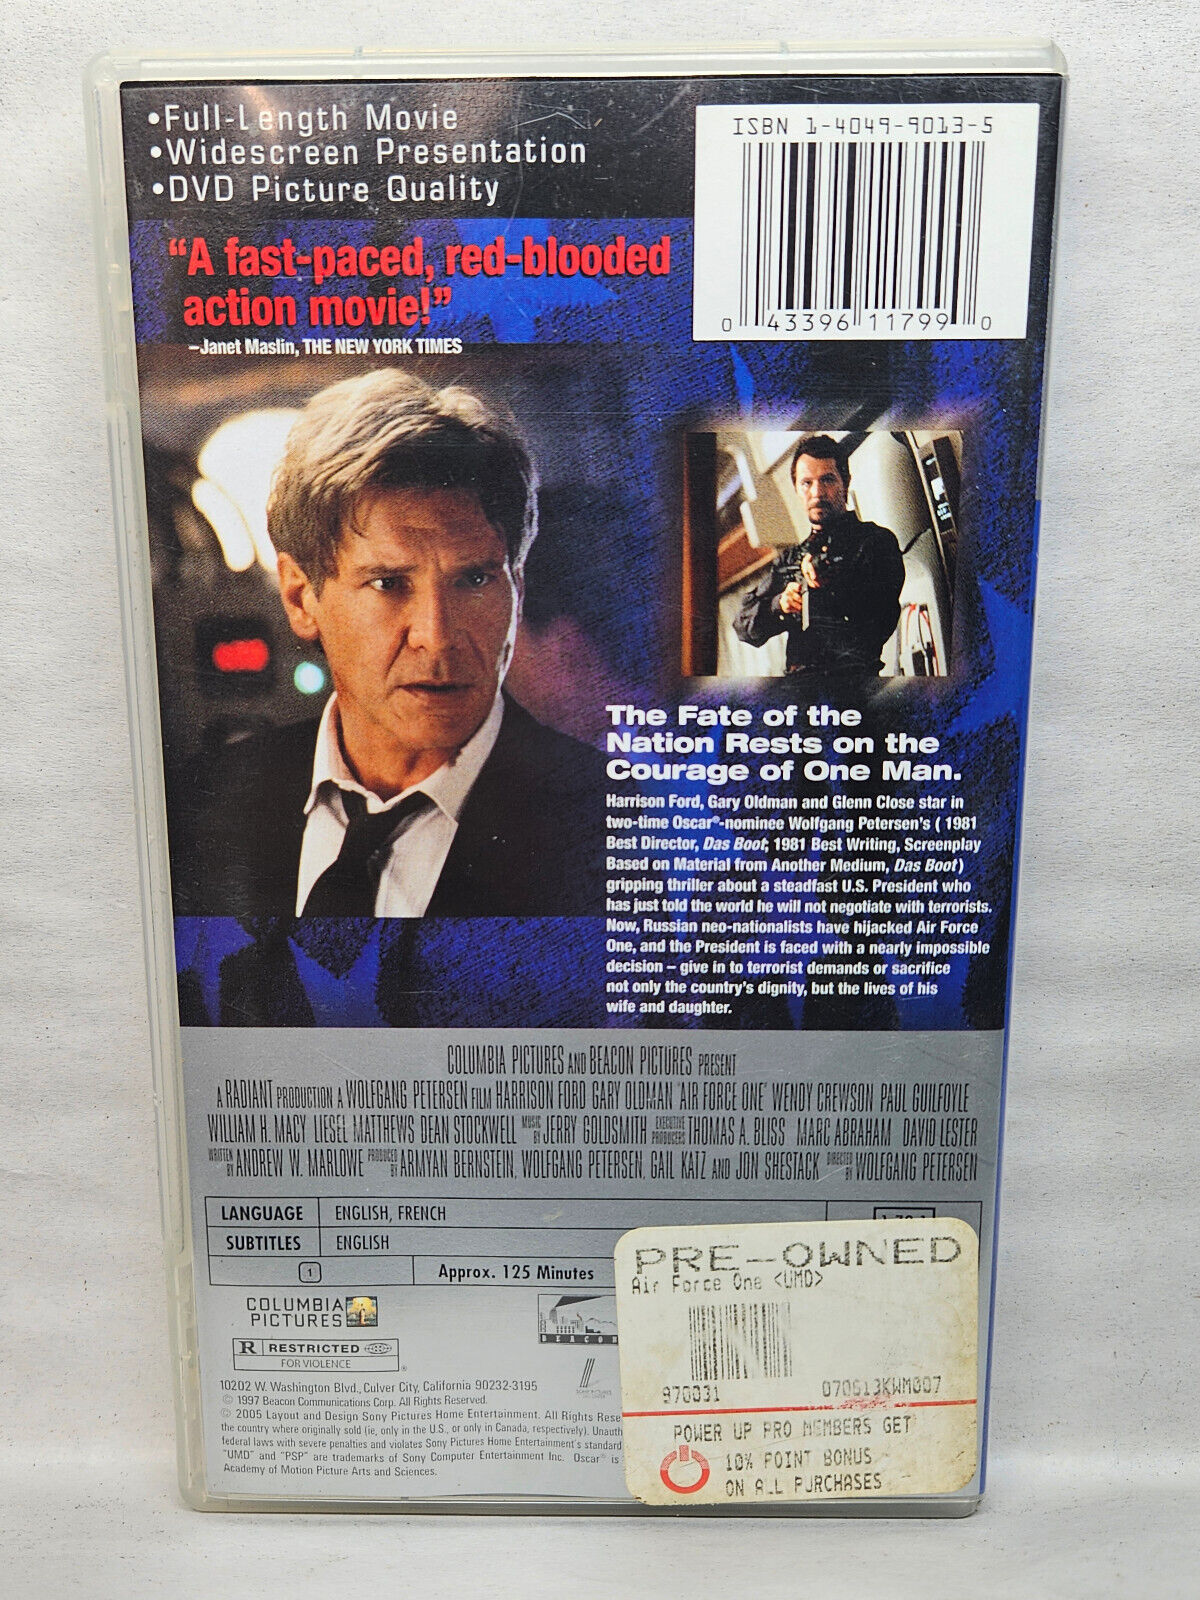 •Full-Length Movie
•Widescreen Presentation
•DVD Picture Quality
ISBN 1-4049-9013-5
0 43396 11799 0
"A fast-paced, red-blooded
action movie!"
–Janet Maslin, THE NEW YORK TIMES
The Fate of the
Nation Rests on the
Courage of One Man.
Harrison Ford, Gary Oldman and Glenn Close star in
two-time Oscar®-nominee Wolfgang Petersen's ( 1981
Best Director, Das Boot; 1981 Best Writing, Screenplay
Based on Material from Another Medium, Das Boot)
gripping thriller about a steadfast U.S. President who
has just told the world he will not negotiate with terrorists.
Now, Russian neo-nationalists have hijacked Air Force
One, and the President is faced with a nearly impossible
decision – give in to terrorist demands or sacrifice
not only the country's dignity, but the lives of his
wife and daughter.
COLUMBIA PICTURES AND BEACON PICTURES PRESENT
A RADIANT PRODUCTION A WOLFGANG PETERSEN FILM HARRISON FORD GARY OLDMAN "AIR FORCE ONE" WENDY CREWSON PAUL GUILFOYLE
WILLIAM H. MACY LIESEL MATTHEWS DEAN STOCKWELL MUSIC BY JERRY GOLDSMITH EXECUTIVE PRODUCERS THOMAS A. BLISS MARC ABRAHAM DAVID LESTER
WRITTEN BY ANDREW W. MARLOWE PRODUCED BY ARMYAN BERNSTEIN, WOLFGANG PETERSEN, GAIL KATZ AND JON SHESTACK DIRECTED BY WOLFGANG PETERSEN
LANGUAGE ENGLISH, FRENCH
SUBTITLES ENGLISH
1 Approx. 125 Minutes
COLUMBIA
PICTURES
BEACON
R RESTRICTED
FOR VIOLENCE
10202 W. Washington Blvd., Culver City, California 90232-3195
© 1997 Beacon Communications Corp. All Rights Reserved.
© 2005 Layout and Design Sony Pictures Home Entertainment. All Rights Rese
the country where originally sold (ie, only in the U.S., or only in Canada, respectively). Unauth
federal laws with severe penalties and violates Sony Pictures Home Entertainment's standard
"UMD" and "PSP" are trademarks of Sony Computer Entertainment Inc. Oscar® is
Academy of Motion Picture Arts and Sciences.
PRE-OWNED
Air Force One <UMD>
970031 070613KWM007
POWER UP PRO MEMBERS GET
10% POINT BONUS
ON ALL PURCHASES